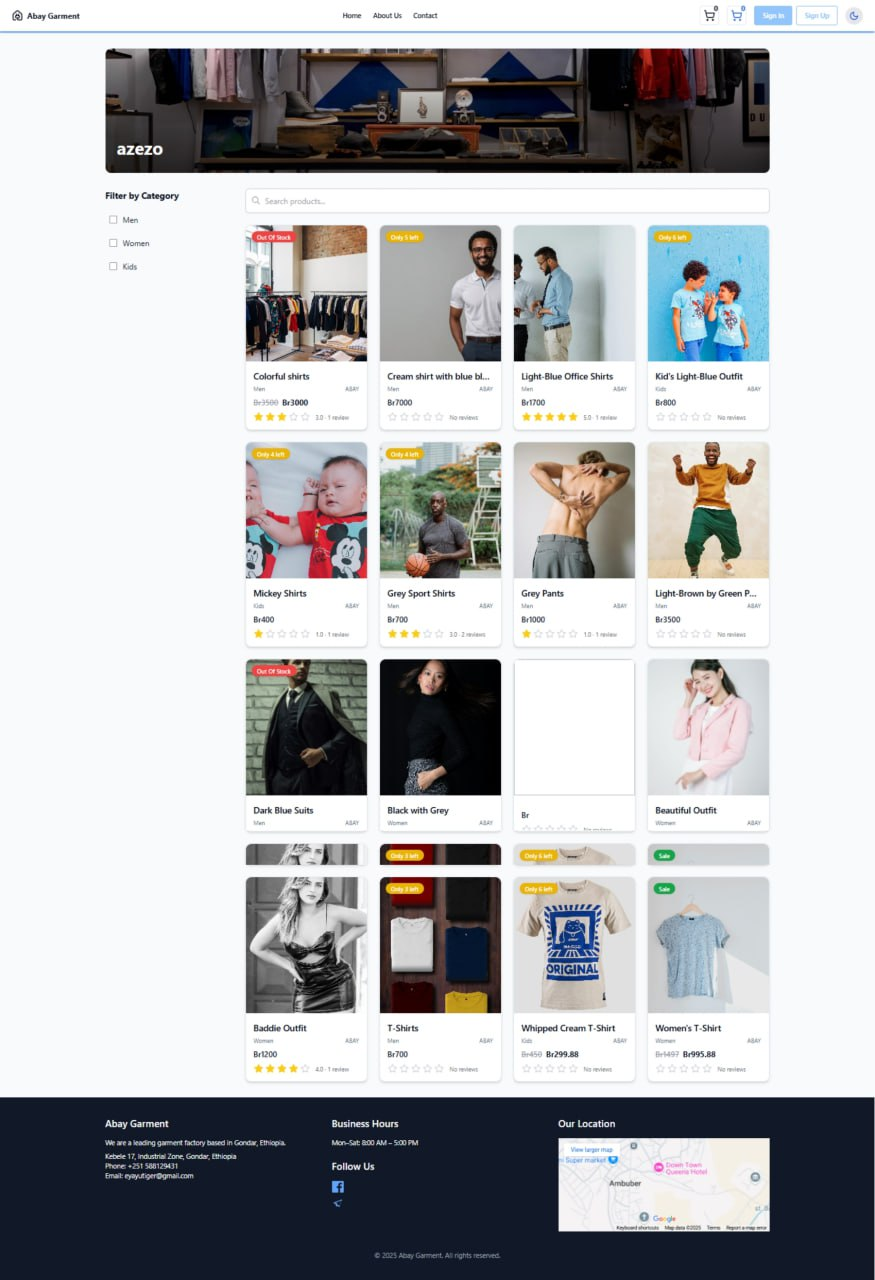 Abay Garment
Home About Us Contact
0 0 Sign In Sign Up
azezo
Filter by Category
Men
Women
Kids
Search products...
Out Of Stock
Colorful shirts
Men ABAY
Br3500 Br3000
3.0 · 1 review
Only 5 left
Cream shirt with blue bl...
Men ABAY
Br7000
No reviews
Light-Blue Office Shirts
Men ABAY
Br1700
5.0 · 1 review
Only 6 left
Kid's Light-Blue Outfit
Kids ABAY
Br800
No reviews
Only 4 left
Mickey Shirts
Kids ABAY
Br400
1.0 · 1 review
Only 4 left
Grey Sport Shirts
Men ABAY
Br700
3.0 · 2 reviews
Grey Pants
Men ABAY
Br1000
1.0 · 1 review
Light-Brown by Green P...
Men ABAY
Br3500
No reviews
Out Of Stock
Dark Blue Suits
Men ABAY
Black with Grey
Women ABAY
Br
No reviews
Beautiful Outfit
Women ABAY
Only 3 left
Only 6 left
Sale
Baddie Outfit
Women ABAY
Br1200
4.0 · 1 review
Only 3 left
T-Shirts
Men ABAY
Br700
No reviews
Only 6 left
ORIGINAL
Whipped Cream T-Shirt
Kids ABAY
Br450 Br299.88
No reviews
Sale
Women's T-Shirt
Women ABAY
Br1497 Br995.88
No reviews
Abay Garment
We are a leading garment factory based in Gondar, Ethiopia.
Kebele 17, Industrial Zone, Gondar, Ethiopia
Phone: +251 588129431
Email: eyayutiger@gmail.com
Business Hours
Mon–Sat: 8:00 AM – 5:00 PM
Follow Us
Our Location
View larger map
ni Super market
Down Town
Queens Hotel
Ambuber
Google
Keyboard shortcuts Map data ©2025 Terms Report a map error
© 2025 Abay Garment. All rights reserved.